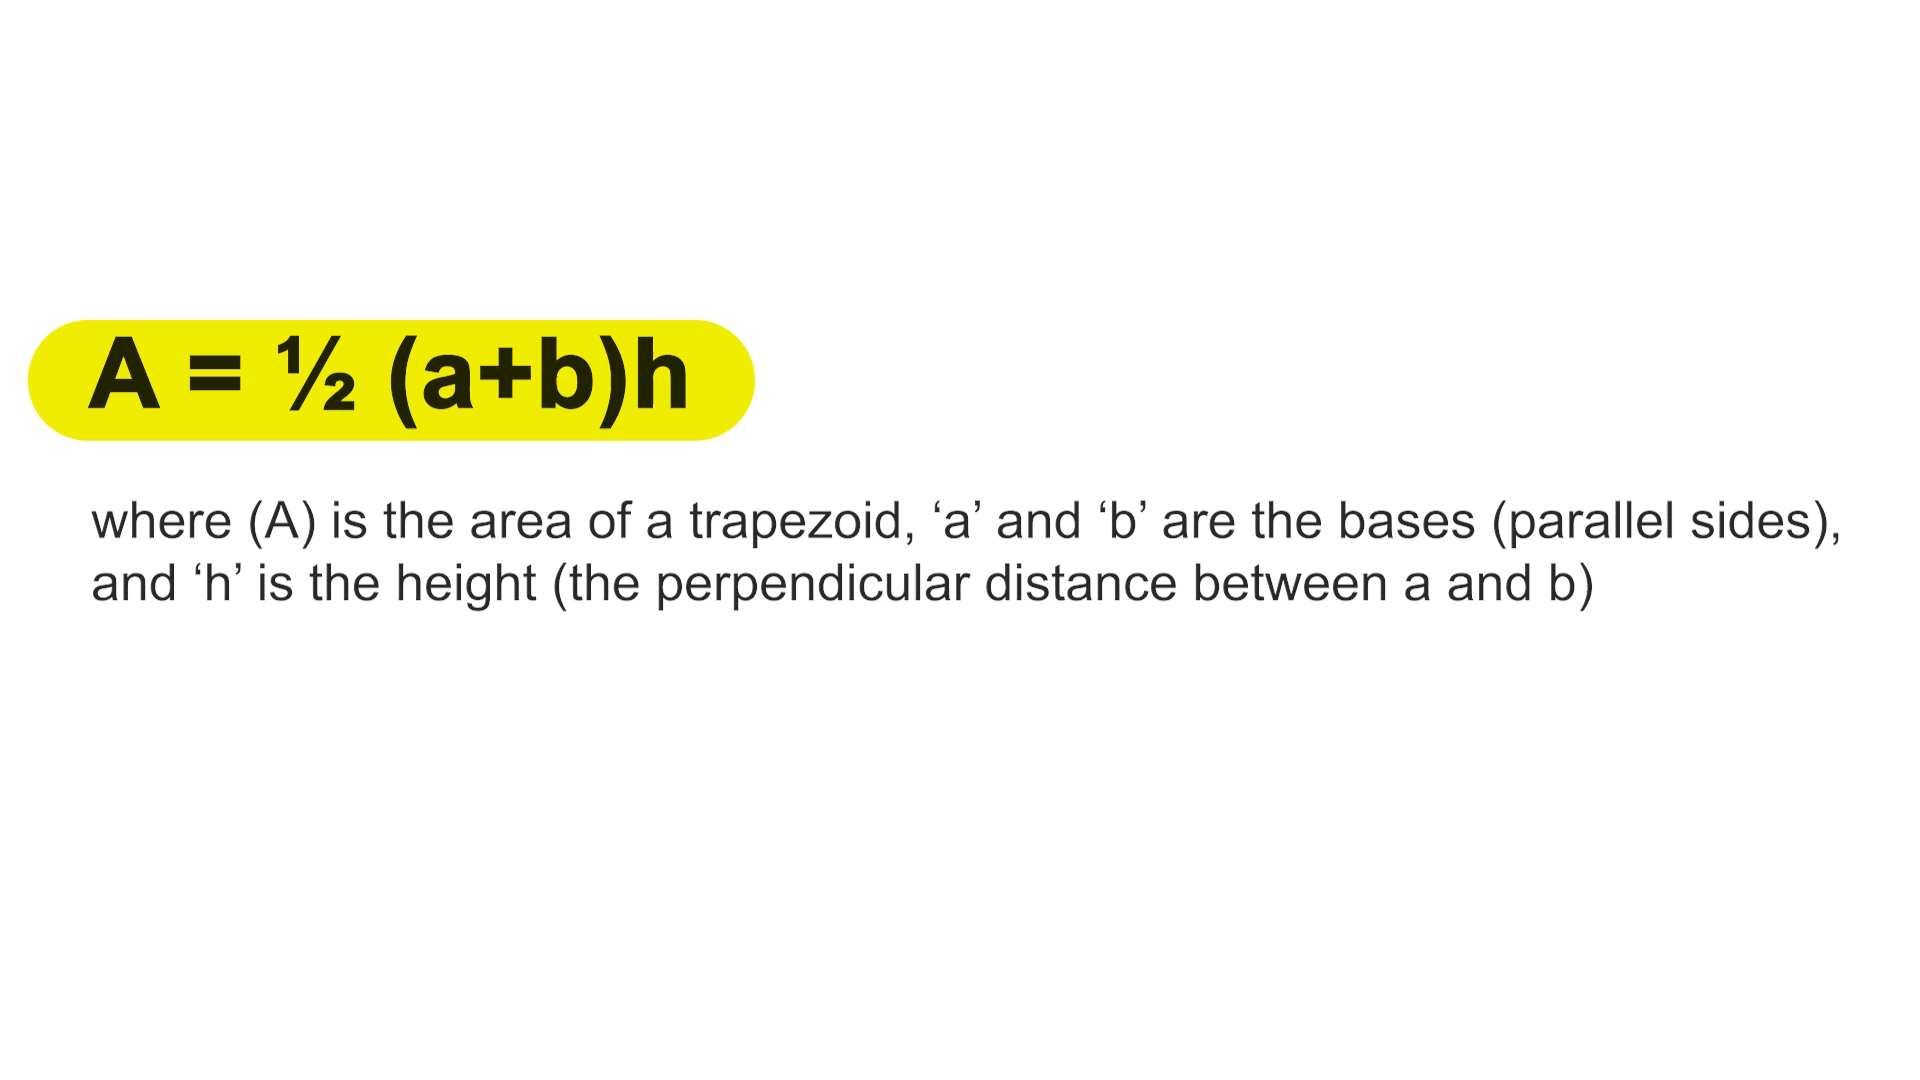 A = ½ (a+b)h
where (A) is the area of a trapezoid, ‘a’ and ‘b’ are the bases (parallel sides),
and ‘h’ is the height (the perpendicular distance between a and b)